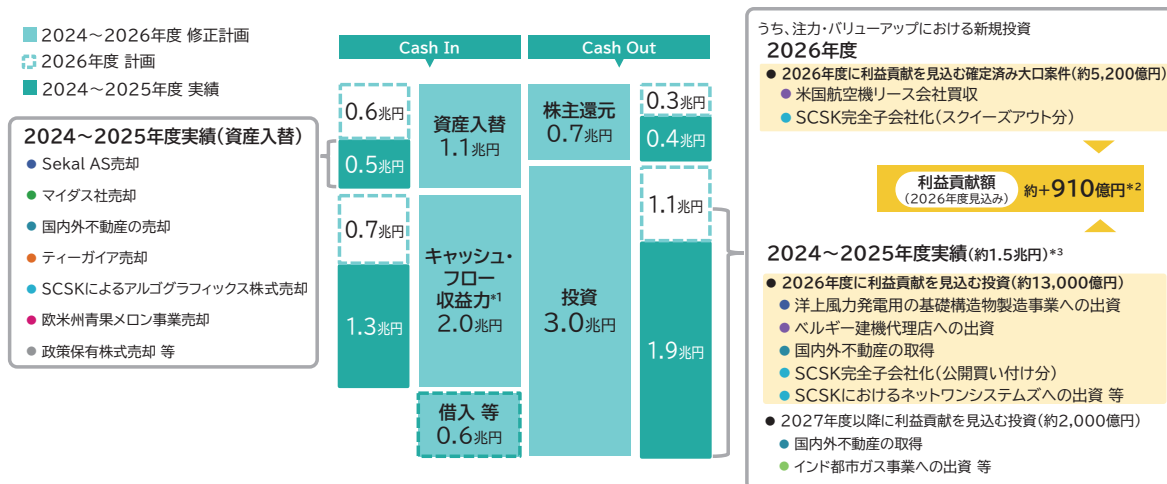 2024～2026年度 修正計画
2026年度 計画
2024～2025年度 実績
2024～2025年度実績(資産入替)
Sekal AS売却
マイダス社売却
国内外不動産の売却
ティーガイア売却
SCSKによるアルゴグラフィックス株式売却
欧米州青果メロン事業売却
政策保有株式売却 等
Cash In
Cash Out
0.6兆円
0.5兆円
資産入替
1.1兆円
0.7兆円
1.3兆円
キャッシュ・
フロー
収益力*1
2.0兆円
借入 等
0.6兆円
株主還元
0.7兆円
0.3兆円
0.4兆円
投資
3.0兆円
1.1兆円
1.9兆円
うち、注力・バリューアップにおける新規投資
2026年度
● 2026年度に利益貢献を見込む確定済み大口案件(約5,200億円)
● 米国航空機リース会社買収
● SCSK完全子会社化(スクイーズアウト分)
利益貢献額
(2026年度見込み)
約+910億円*2
2024～2025年度実績(約1.5兆円)*3
● 2026年度に利益貢献を見込む投資(約13,000億円)
● 洋上風力発電用の基礎構造物製造事業への出資
● ベルギー建機代理店への出資
● 国内外不動産の取得
● SCSK完全子会社化(公開買い付け分)
● SCSKにおけるネットワンシステムズへの出資 等
● 2027年度以降に利益貢献を見込む投資(約2,000億円)
● 国内外不動産の取得
● インド都市ガス事業への出資 等